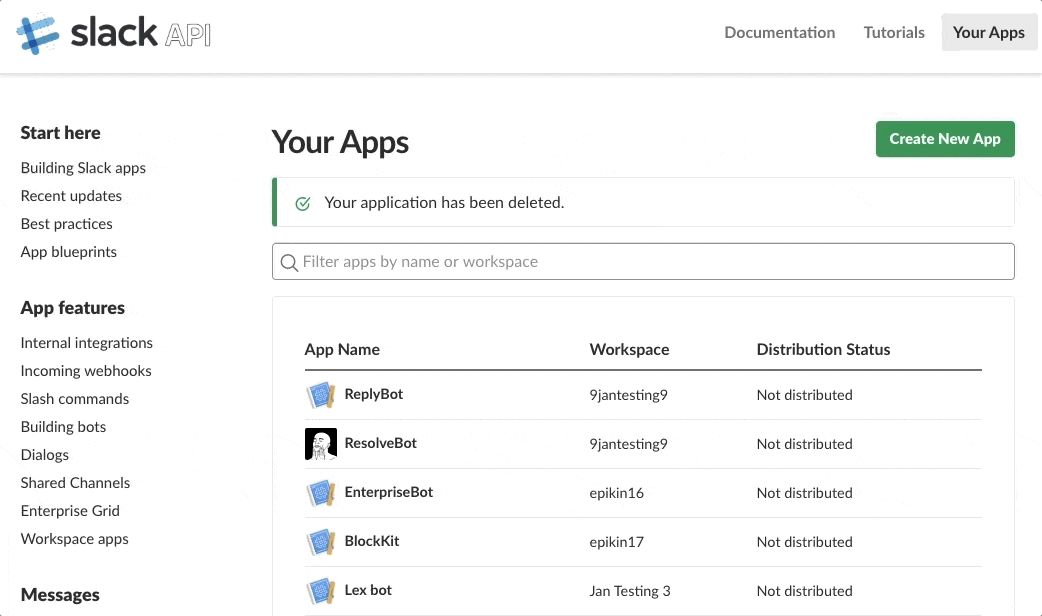 slack API
Documentation Tutorials Your Apps
Start here
Building Slack apps
Recent updates
Best practices
App blueprints
App features
Internal integrations
Incoming webhooks
Slash commands
Building bots
Dialogs
Shared Channels
Enterprise Grid
Workspace apps
Messages
Your Apps
Create New App
Your application has been deleted.
Filter apps by name or workspace
App Name Workspace Distribution Status
ReplyBot 9jantesting9 Not distributed
ResolveBot 9jantesting9 Not distributed
EnterpriseBot epikin16 Not distributed
BlockKit epikin17 Not distributed
Lex bot Jan Testing 3 Not distributed